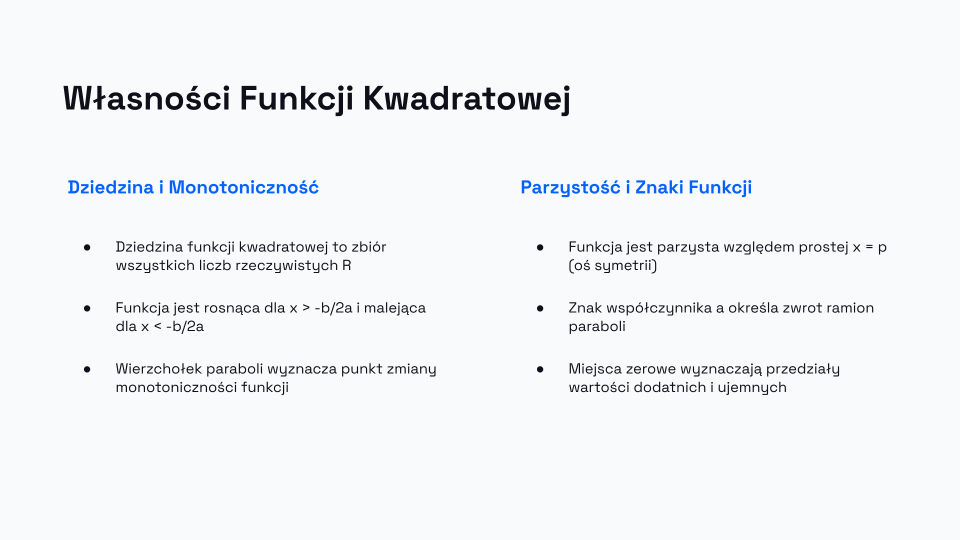 Własności Funkcji Kwadratowej
Dziedzina i Monotoniczność
● Dziedzina funkcji kwadratowej to zbiór
wszystkich liczb rzeczywistych R
● Funkcja jest rosnąca dla x > -b/2a i malejąca
dla x < -b/2a
● Wierzchołek paraboli wyznacza punkt zmiany
monotoniczności funkcji
Parzystość i Znaki Funkcji
● Funkcja jest parzysta względem prostej x = p
(oś symetrii)
● Znak współczynnika a określa zwrot ramion
paraboli
● Miejsca zerowe wyznaczają przedziały
wartości dodatnich i ujemnych